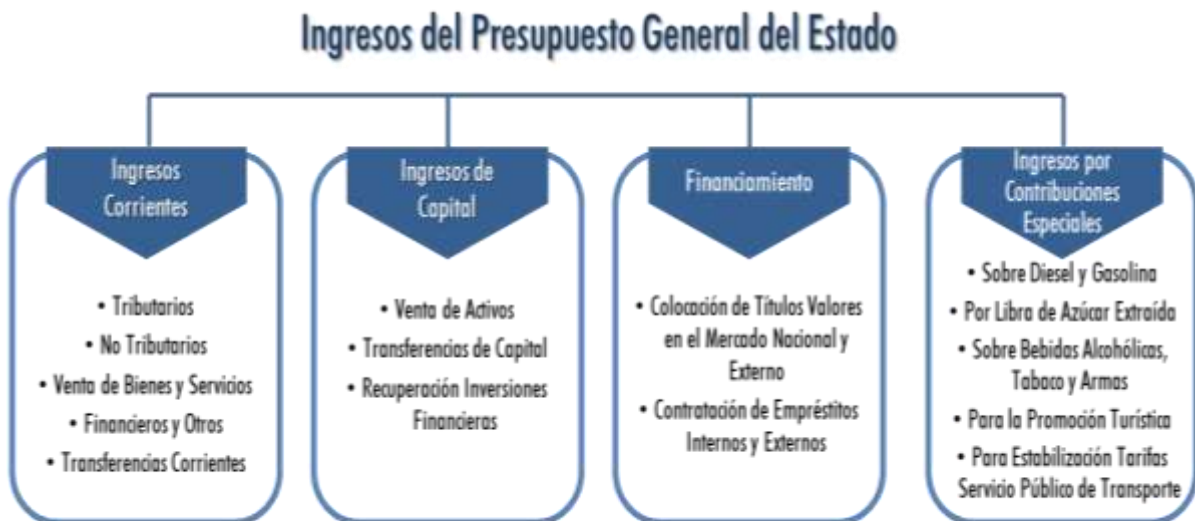 Ingresos del Presupuesto General del Estado
Ingresos
Corrientes
• Tributarios
• No Tributarios
• Venta de Bienes y Servicios
• Financieros y Otros
• Transferencias Corrientes
Ingresos de
Capital
• Venta de Activos
• Transferencias de Capital
• Recuperación Inversiones
Financieras
Financiamiento
• Colocación de Títulos Valores
en el Mercado Nacional y
Externo
• Contratación de Empréstitos
Internos y Externos
Ingresos por
Contribuciones
Especiales
• Sobre Diesel y Gasolina
• Por Libra de Azúcar Extraída
• Sobre Bebidas Alcohólicas,
Tabaco y Armas
• Para la Promoción Turística
• Para Estabilización Tarifas
Servicio Público de Transporte